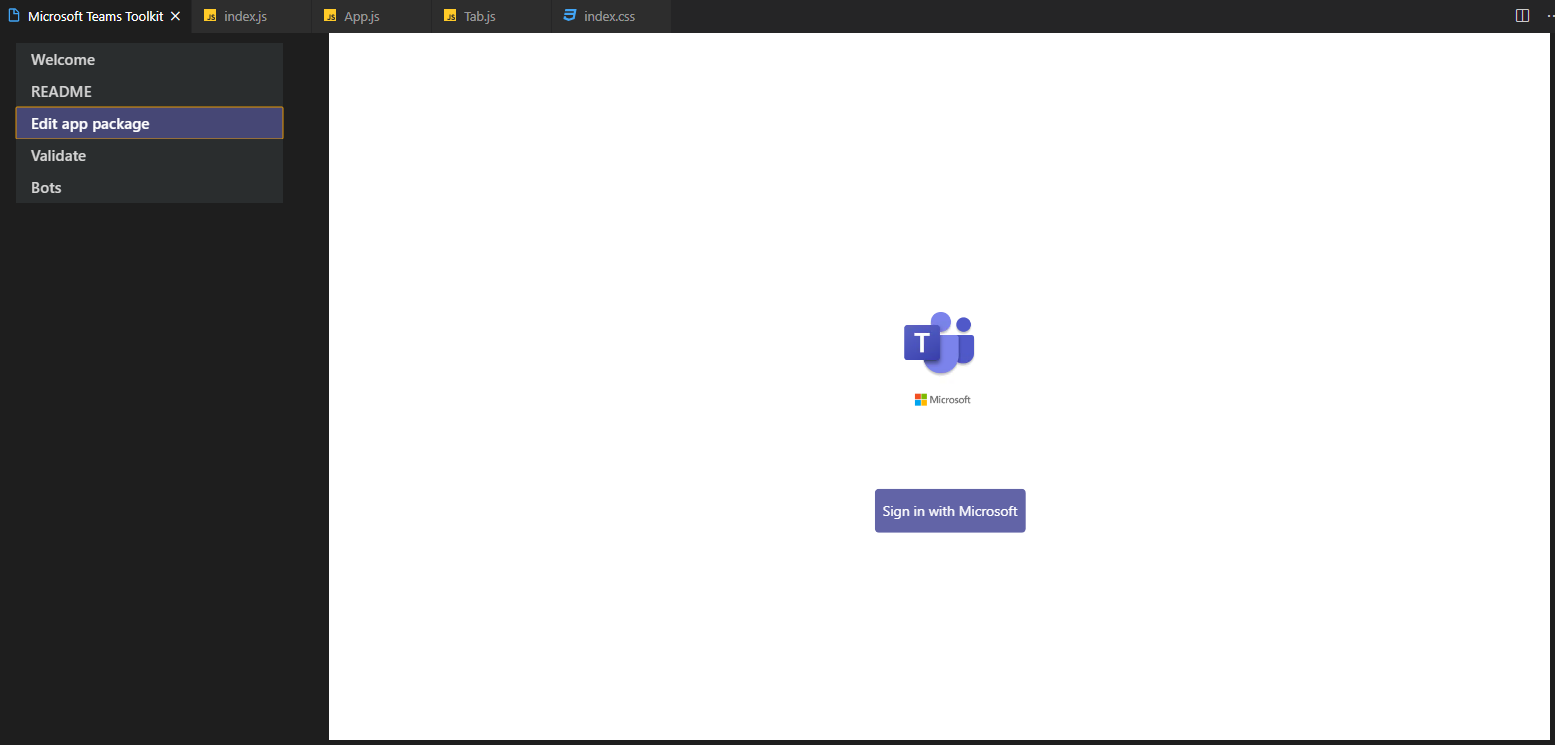 Microsoft Teams Toolkit
JS index.js
JS App.js
JS Tab.js
index.css
Welcome
README
Edit app package
Validate
Bots
T
Microsoft
Sign in with Microsoft